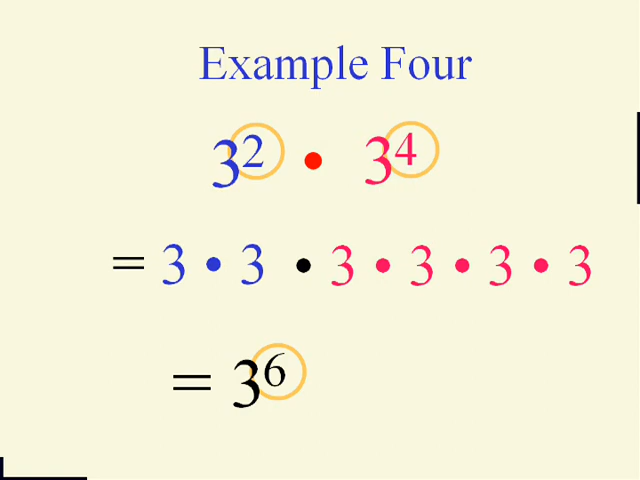 Example Four
3² • 3⁴
= 3 • 3 • 3 • 3 • 3 • 3
= 3⁶